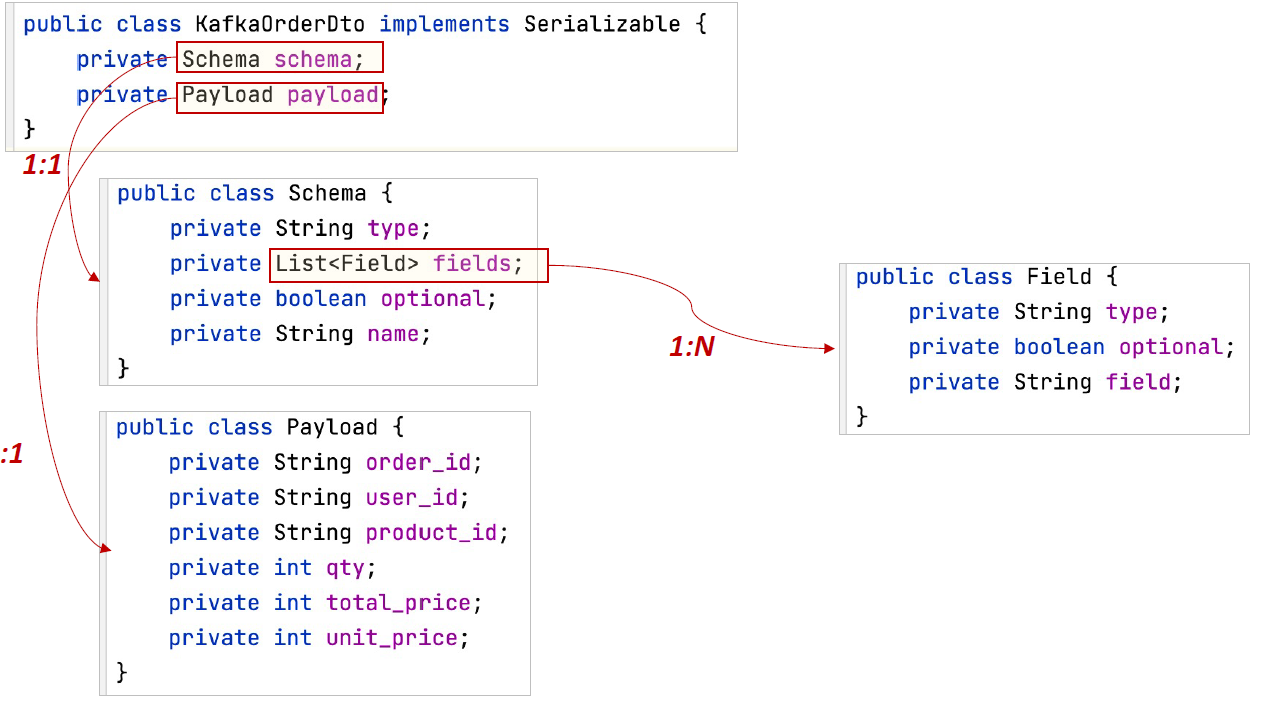 public class KafkaOrderDto implements Serializable {
private Schema schema;
private Payload payload;
}
1:1
public class Schema {
private String type;
private List<Field> fields;
private boolean optional;
private String name;
}
1:N
public class Field {
private String type;
private boolean optional;
private String field;
}
:1
public class Payload {
private String order_id;
private String user_id;
private String product_id;
private int qty;
private int total_price;
private int unit_price;
}